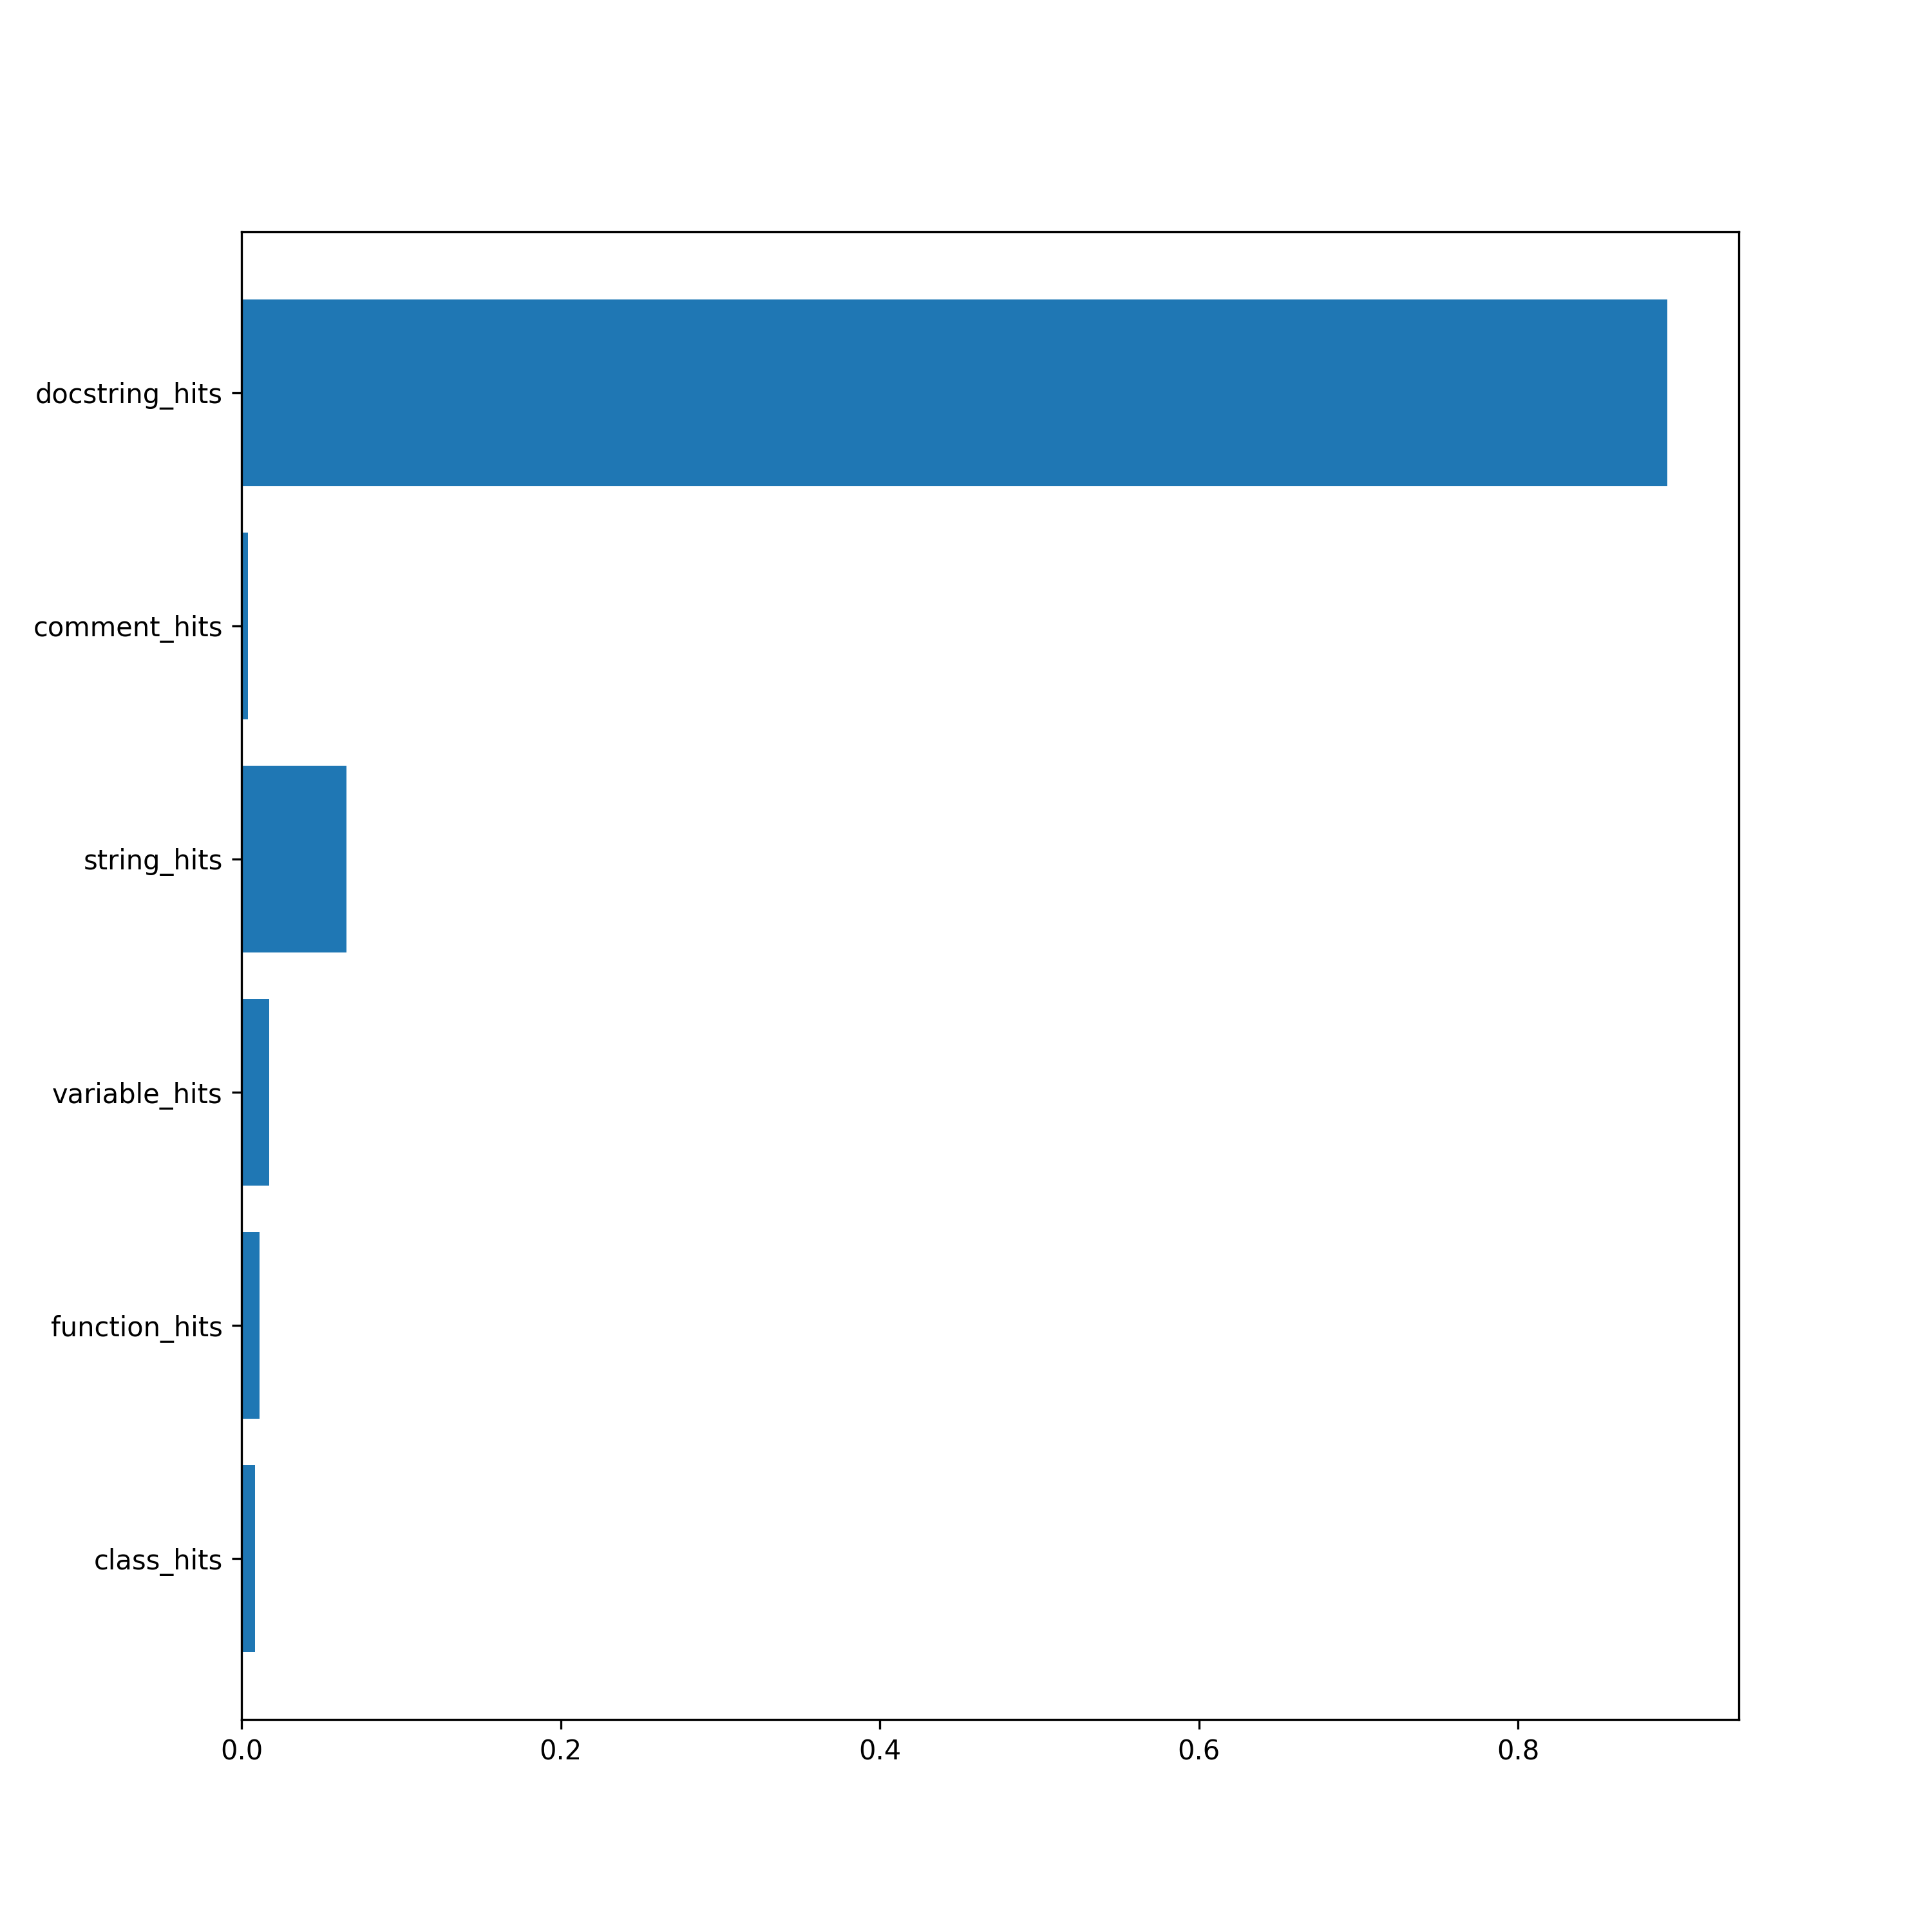 docstring_hits
comment_hits
string_hits
variable_hits
function_hits
class_hits
0.0 0.2 0.4 0.6 0.8